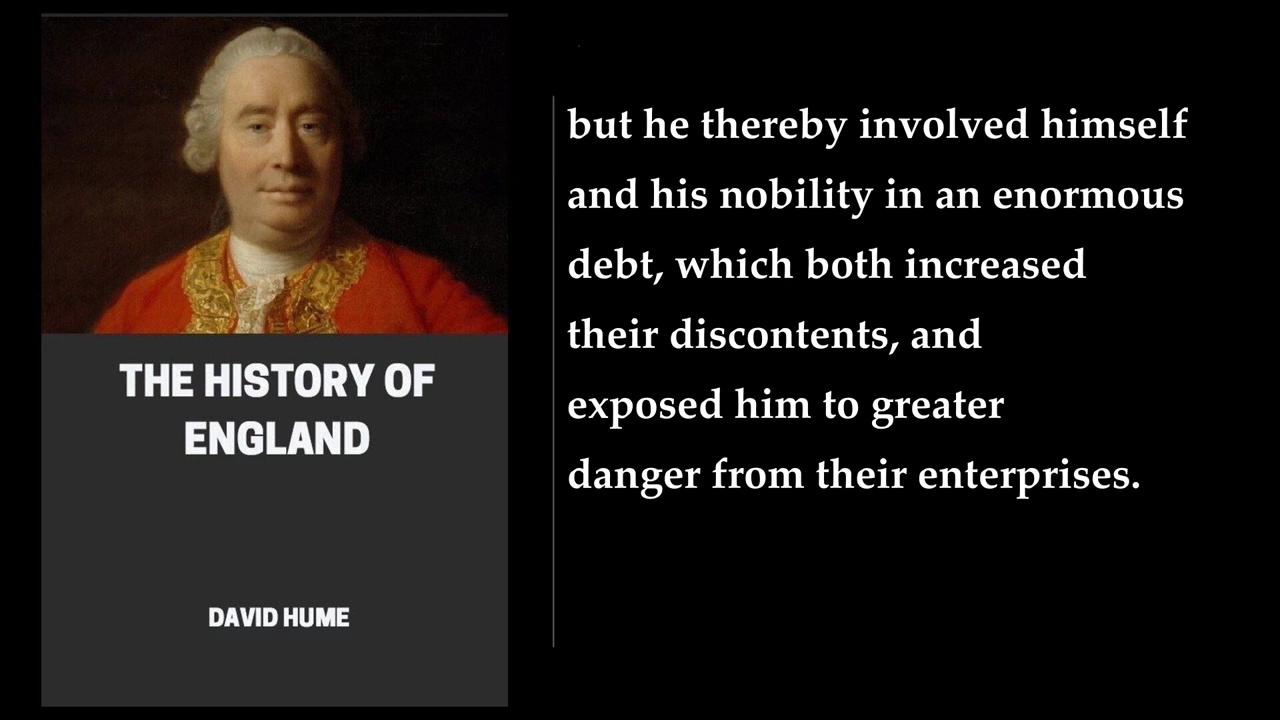 THE HISTORY OF
ENGLAND
DAVID HUME
but he thereby involved himself
and his nobility in an enormous
debt, which both increased
their discontents, and
exposed him to greater
danger from their enterprises.